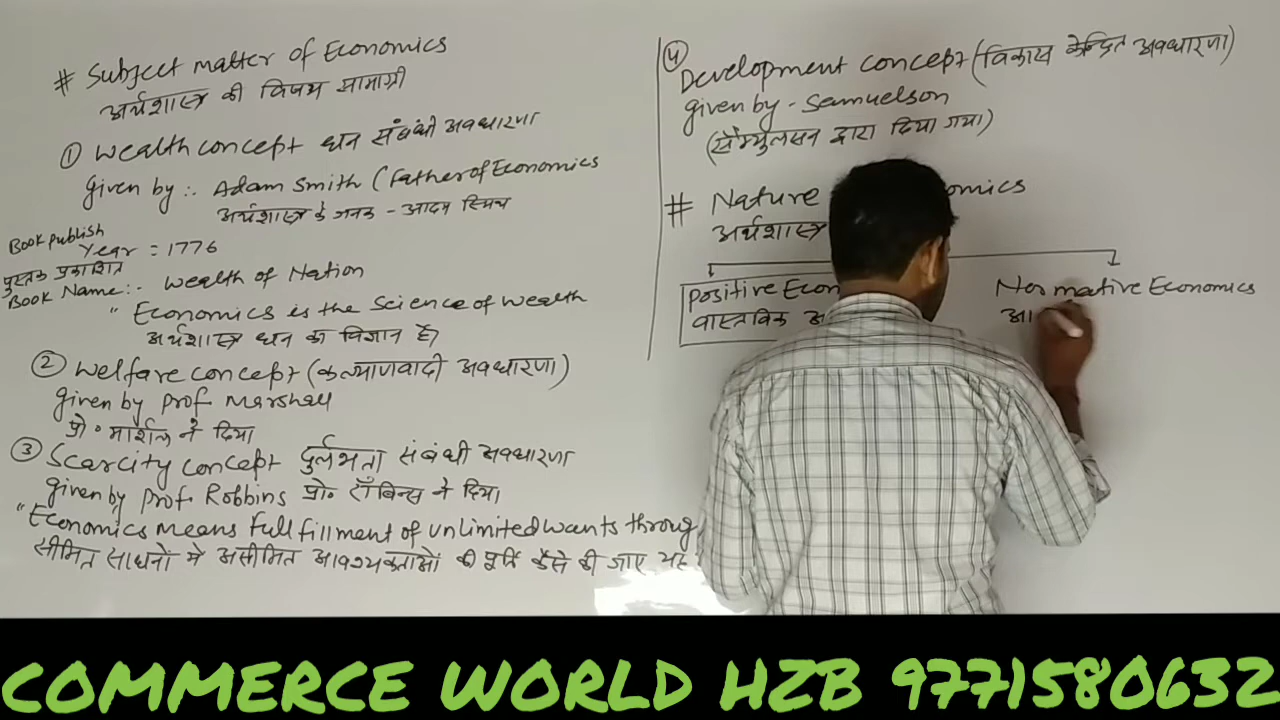 # Subject matter of Economics
अर्थशास्त्र की विषय सामाग्री
① Wealth concept धन संबंधी अवधारणा
Given by :- Adam Smith (Father of Economics
अर्थशास्त्र के जनक - आदम स्मिथ
Book publish
Year = 1776
पुस्तक प्रकाशित
Book Name :- Wealth of Nation
"Economics is the Science of wealth
अर्थशास्त्र धन का विज्ञान है।
② Welfare concept (कल्याणवादी अवधारणा)
Given by Prof. Marshall
प्रो॰ मार्शल ने दिया
③ Scarcity concept दुर्लभता संबंधी अवधारणा
Given by Prof. Robbins प्रो॰ रॉबिन्स ने दिया
"Economics means Full fillment of unlimited wants throug
सीमित साधनों में असीमित आवश्यकताओं की पूर्ति कैसे की जाए यह
④
Development concept (विकास केन्द्रित अवधारणा)
given by - Samuelson
(सैम्युलसन द्वारा दिया गया)
# Nature omics
अर्थशास्त्र
Positive Econ
वास्तविक अ
Normative Economics
आ
COMMERCE WORLD HZB 9771580632